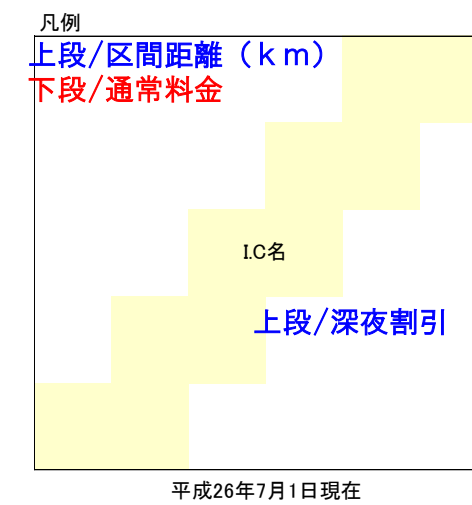 凡例
上段/区間距離（ｋｍ）
下段/通常料金
I.C名
上段/深夜割引
平成26年7月1日現在